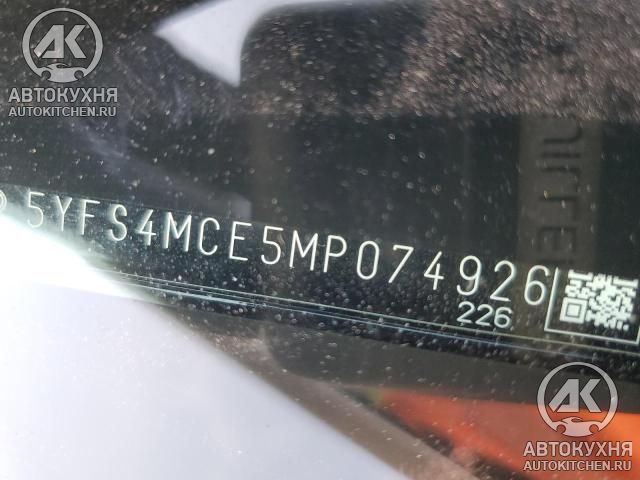 АК
АВТОКУХНЯ
AUTOKITCHEN.RU
5YFS4MCE5MP074926
226
АК
АВТОКУХНЯ
AUTOKITCHEN.RU